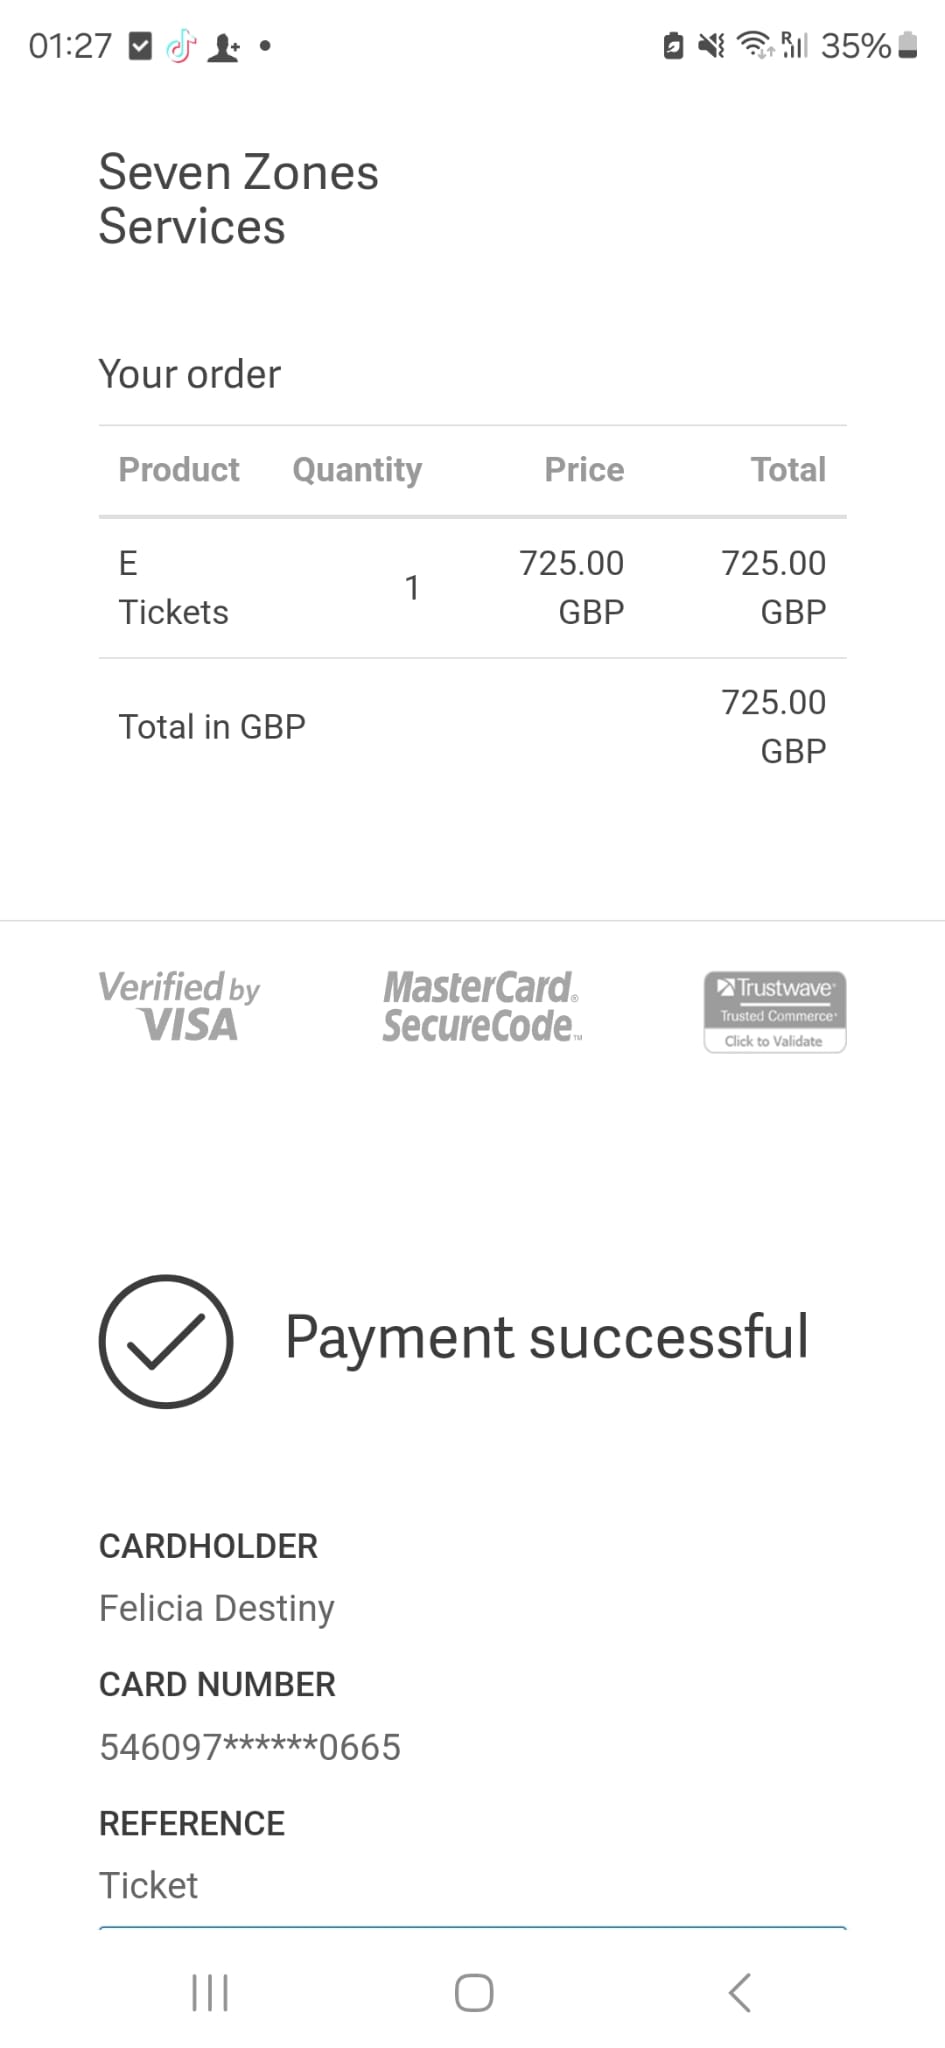 01:27 35%
Seven Zones
Services
Your order
Product Quantity Price Total
E 725.00 725.00
1
Tickets GBP GBP
725.00
Total in GBP
GBP
Verified by
VISA
MasterCard®
SecureCode™
Trustwave®
Trusted Commerce®
Click to Validate
Payment successful
CARDHOLDER
Felicia Destiny
CARD NUMBER
546097******0665
REFERENCE
Ticket